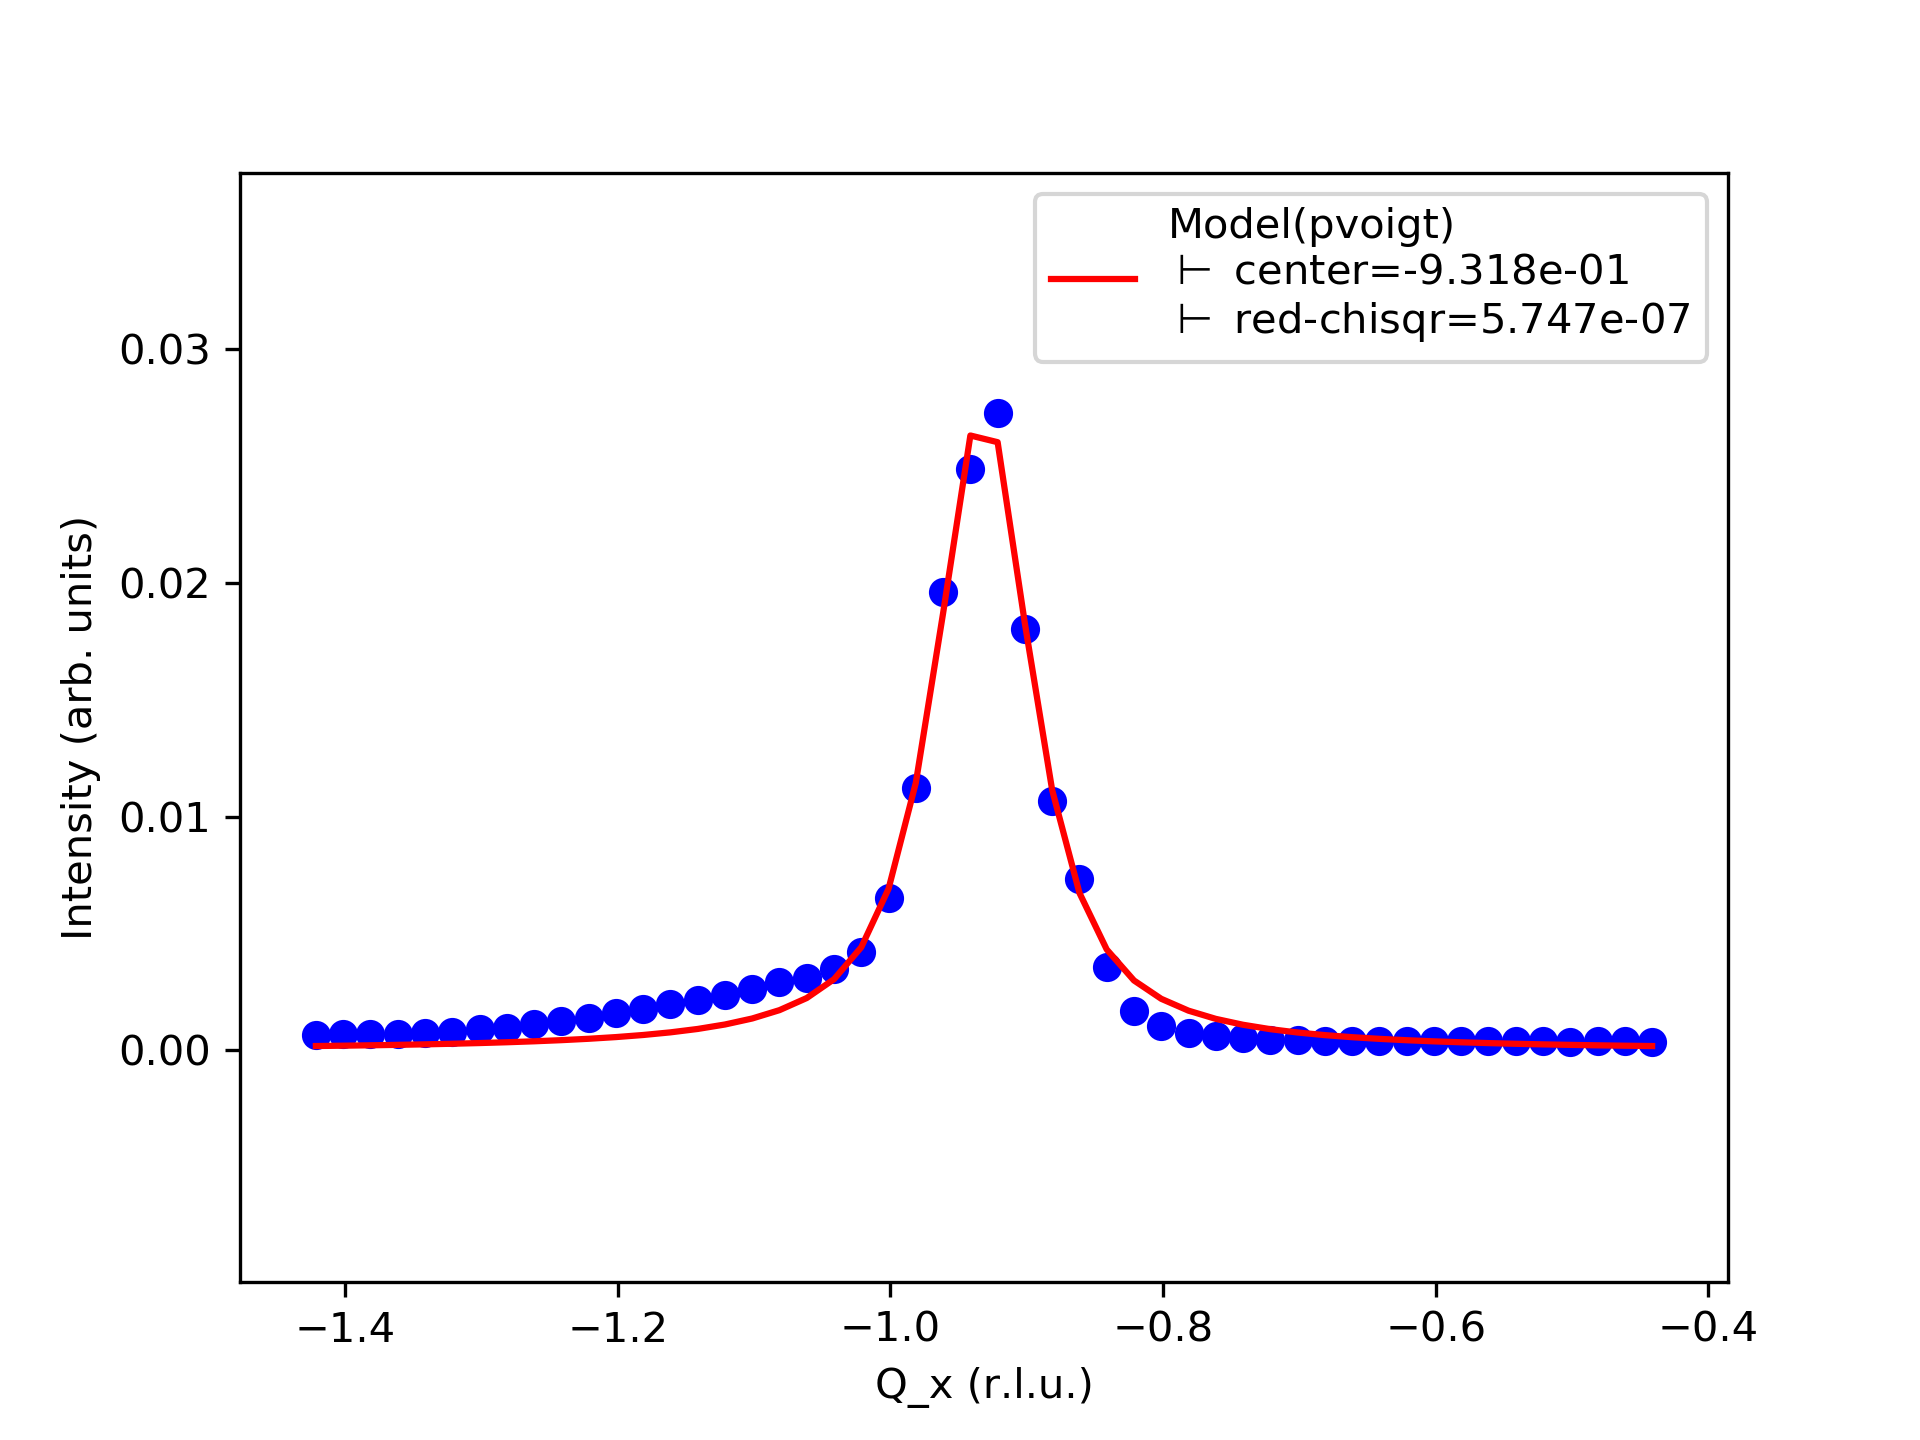 Model(pvoigt)
⊢ center=-9.318e-01
⊢ red-chisqr=5.747e-07
0.03
0.02
0.01
0.00
Intensity (arb. units)
−1.4 −1.2 −1.0 −0.8 −0.6 −0.4
Q_x (r.l.u.)